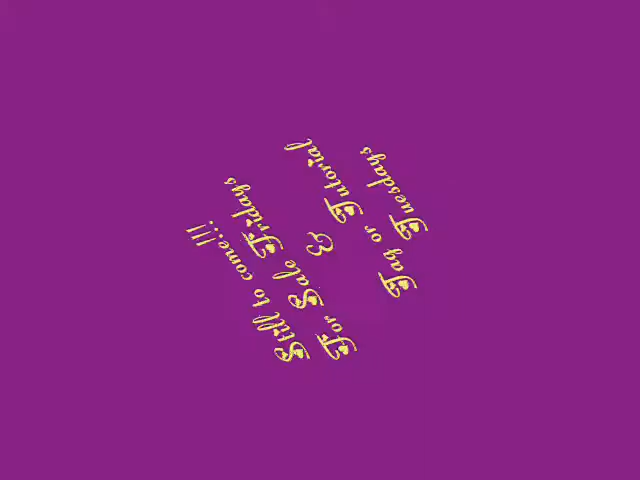 Tag or Tutorial
Tuesdays
&
For Sale Fridays
Still to come!!!